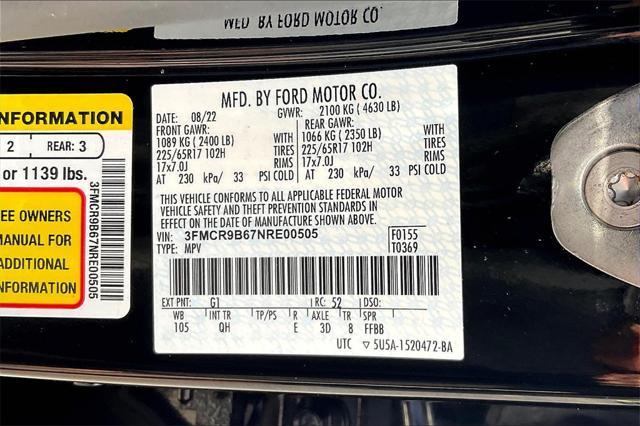 MFD. BY FORD MOTOR CO.
INFORMATION
2 REAR: 3
or 1139 lbs.
EE OWNERS
MANUAL FOR
ADDITIONAL
INFORMATION
3FMCR9B67NRE00505
MFD. BY FORD MOTOR CO.
DATE: 08/22 GVWR: 2100 KG (4630 LB)
FRONT GAWR: REAR GAWR:
1089 KG (2400 LB) WITH 1066 KG (2350 LB) WITH
225/65R17 102H TIRES 225/65R17 102H TIRES
17x7.0J RIMS 17x7.0J RIMS
AT 230 kPa/ 33 PSI COLD AT 230 kPa/ 33 PSI COLD
THIS VEHICLE CONFORMS TO ALL APPLICABLE FEDERAL MOTOR
VEHICLE SAFETY AND THEFT PREVENTION STANDARDS IN
EFFECT ON THE DATE OF MANUFACTURE SHOWN ABOVE.
VIN: 3FMCR9B67NRE00505 F0155
TYPE: MPV T0369
EXT PNT: G1 RC: 52 DSO:
WB INT TR TP/PS R AXLE TR SPR
105 QH E 3D 8 FFBB
UTC ▽5U5A-1520472-BA